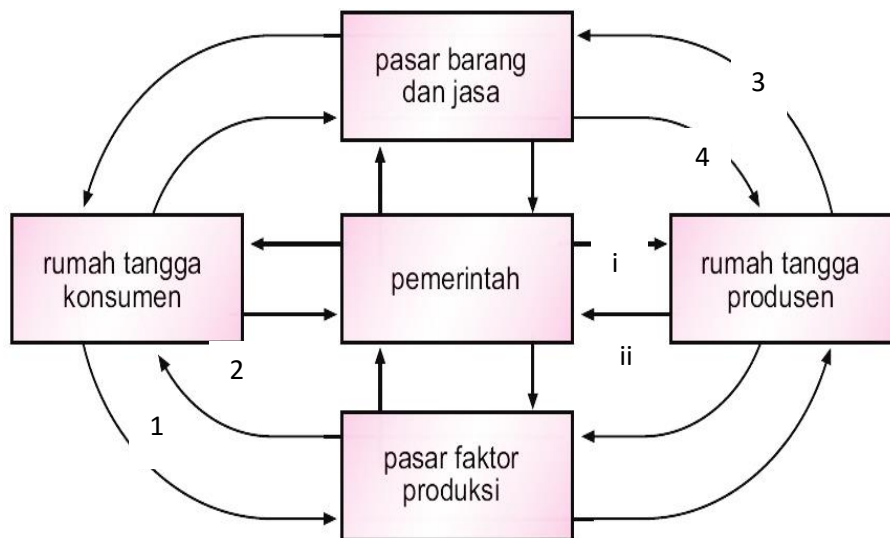 pasar barang
dan jasa
3
4
rumah tangga
konsumen
pemerintah
i
rumah tangga
produsen
2
ii
1
pasar faktor
produksi